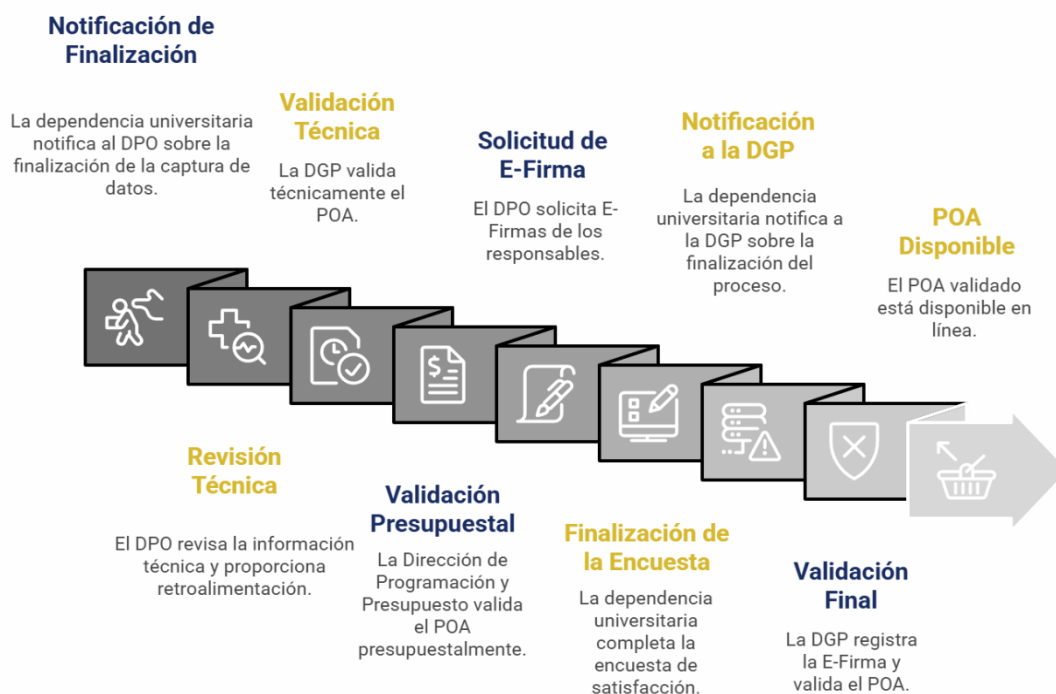 Notificación de
Finalización
La dependencia universitaria
notifica al DPO sobre la
finalización de la captura de
datos.
Revisión
Técnica
El DPO revisa la información
técnica y proporciona
retroalimentación.
Validación
Técnica
La DGP valida
técnicamente el
POA.
Validación
Presupuestal
La Dirección de
Programación y
Presupuesto valida
el POA
presupuestalmente.
Solicitud de
E-Firma
El DPO solicita E-
Firmas de los
responsables.
Finalización de
la Encuesta
La dependencia
universitaria
completa la
encuesta de
satisfacción.
Notificación
a la DGP
La dependencia
universitaria notifica a
la DGP sobre la
finalización del
proceso.
Validación
Final
La DGP registra
la E-Firma y
valida el POA.
POA
Disponible
El POA validado
está disponible en
línea.
$